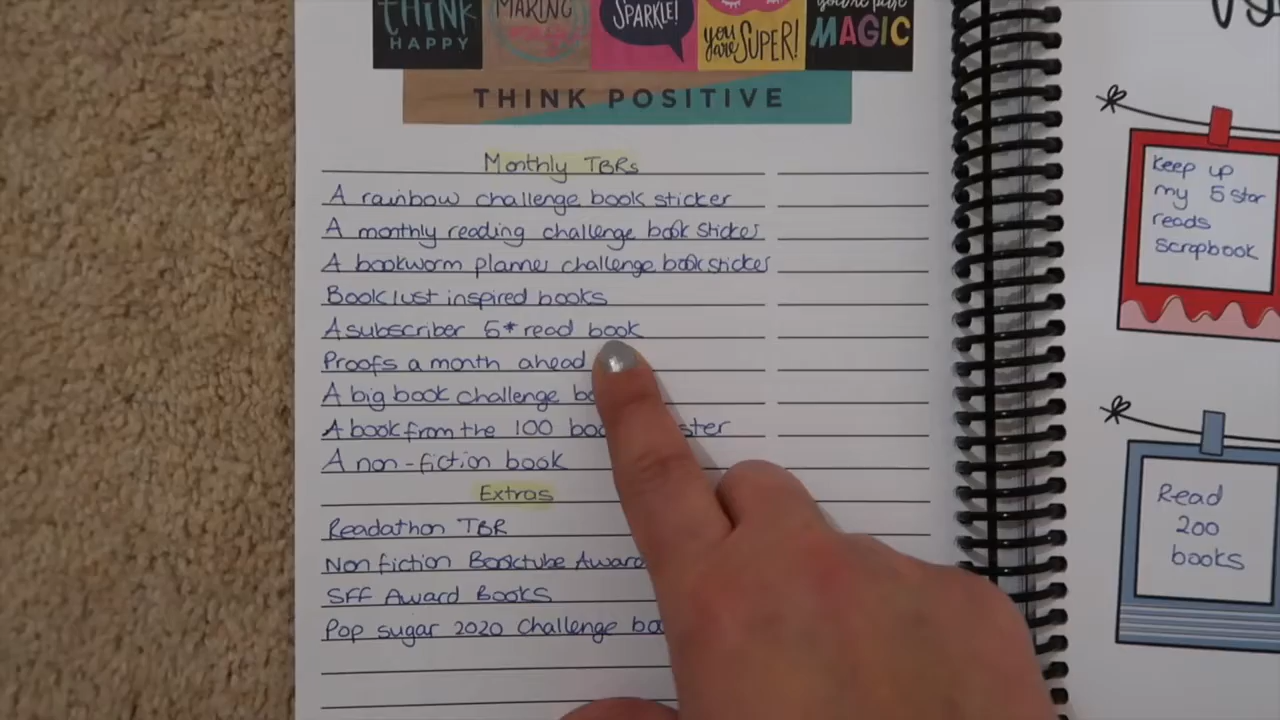 THINK
HAPPY
MAKING
SPARKLE!
you are SUPER!
MAGIC
THINK POSITIVE
Monthly TBRs
A rainbow challenge book sticker
A monthly reading challenge book sticker
A bookworm planner challenge book sticker
Booklust inspired books
A subscriber 5* read book
Proofs a month ahead
A big book challenge
A book from the 100
A non-fiction book
Extras
Readathon TBR
Non fiction Booktube Award
SFF Award Books
Pop sugar 2020 Challenge
Keep up
my 5 star
reads
Scrapbook
Read
200
books